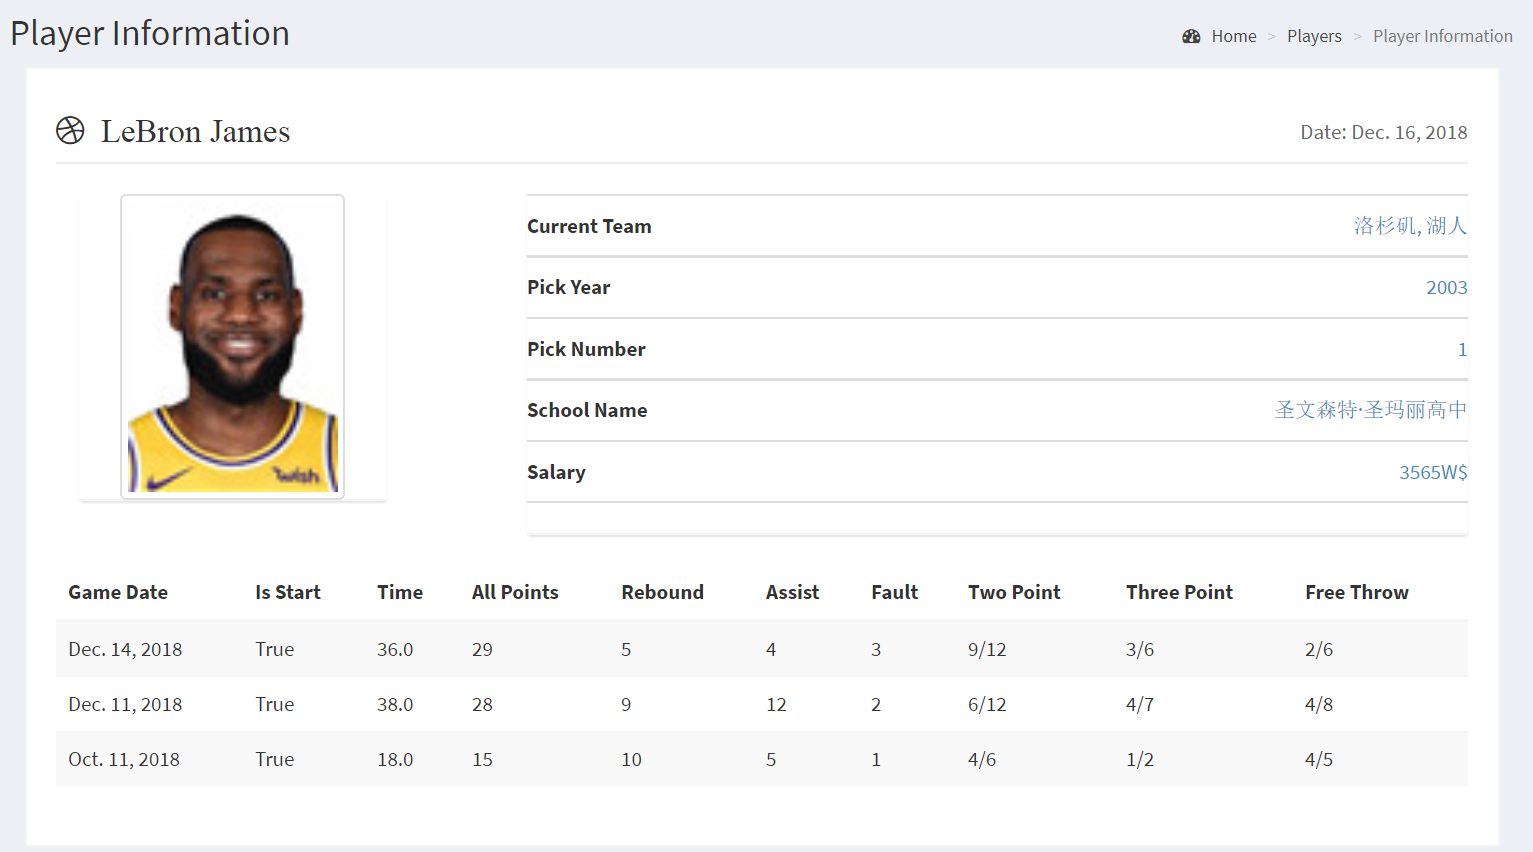 Player Information
Home > Players > Player Information
LeBron James
Date: Dec. 16, 2018
wish
Current Team 洛杉矶, 湖人
Pick Year 2003
Pick Number 1
School Name 圣文森特·圣玛丽高中
Salary 3565W$
Game Date Is Start Time All Points Rebound Assist Fault Two Point Three Point Free Throw
Dec. 14, 2018 True 36.0 29 5 4 3 9/12 3/6 2/6
Dec. 11, 2018 True 38.0 28 9 12 2 6/12 4/7 4/8
Oct. 11, 2018 True 18.0 15 10 5 1 4/6 1/2 4/5